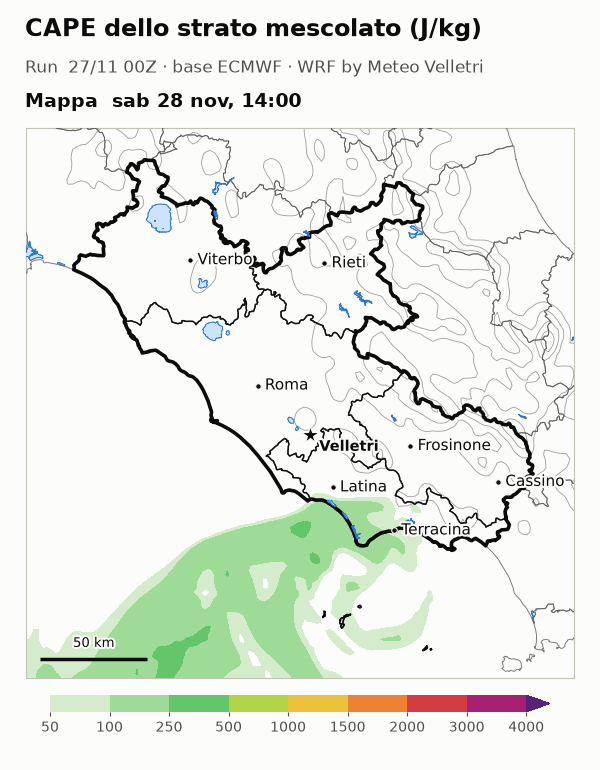 CAPE dello strato mescolato (J/kg)
Run  27/11 00Z · base ECMWF · WRF by Meteo Velletri
Mappa  sab 28 nov, 14:00
Viterbo
Rieti
Roma
Velletri
Frosinone
Latina
Cassino
Terracina
50 km
50 100 250 500 1000 1500 2000 3000 4000